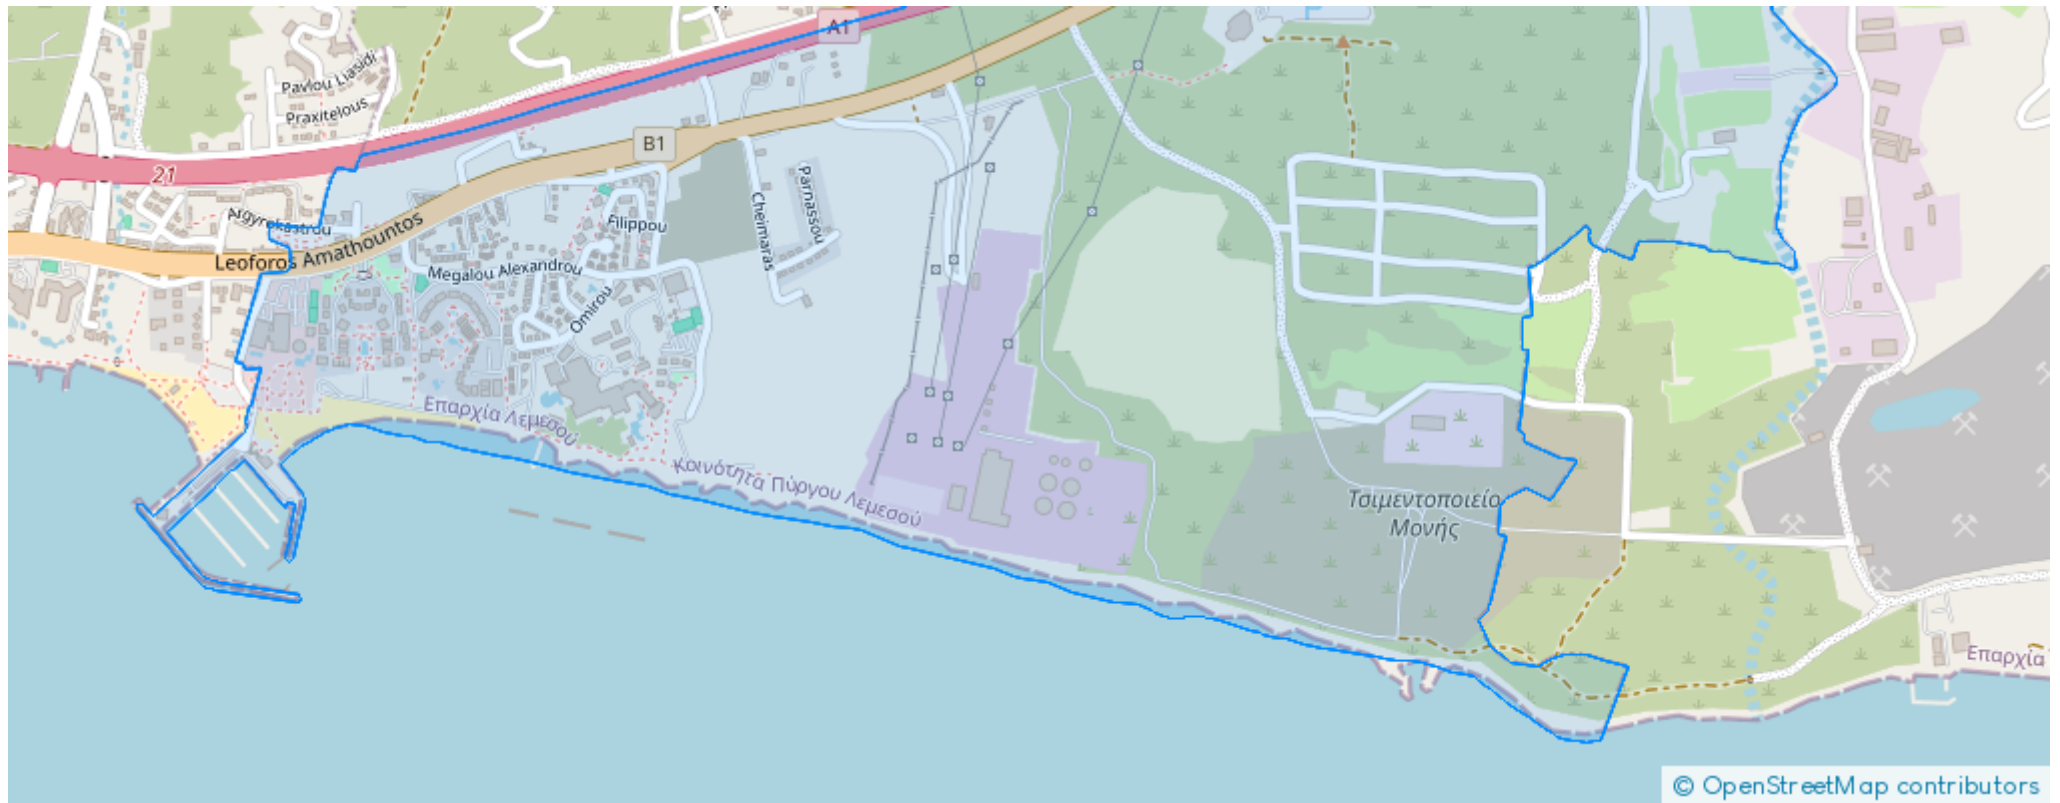 A1
Pavlou Liasidi
Praxitelous
B1
21
Parnassou
Cheimaras
Argyrokastrou
Filippou
Leoforos Amathountos
Megalou Alexandrou
Omirou
Επαρχία Λεμεσού
Κοινότητα Πύργου Λεμεσού
Τσιμεντοποιείο
Μονής
Επαρχία
© OpenStreetMap contributors